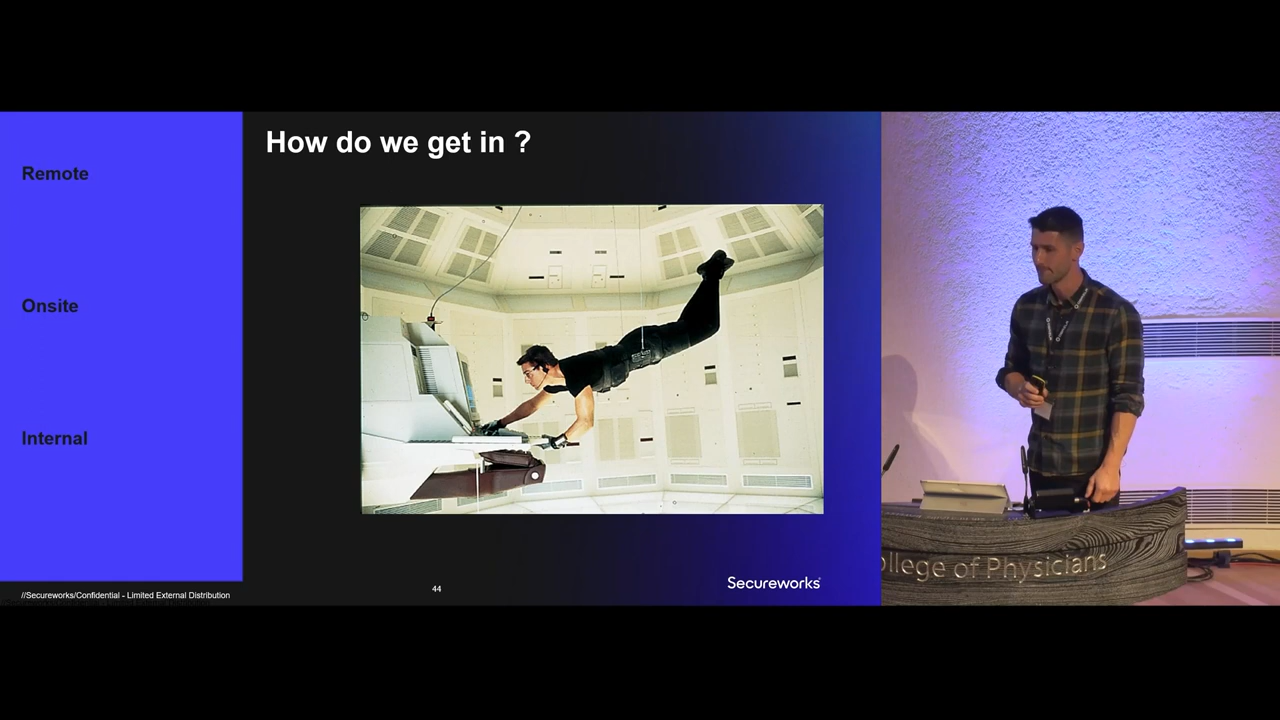 How do we get in ?
Remote
Onsite
Internal
//Secureworks/Confidential - Limited External Distribution
44
Secureworks
ollege of Physicians